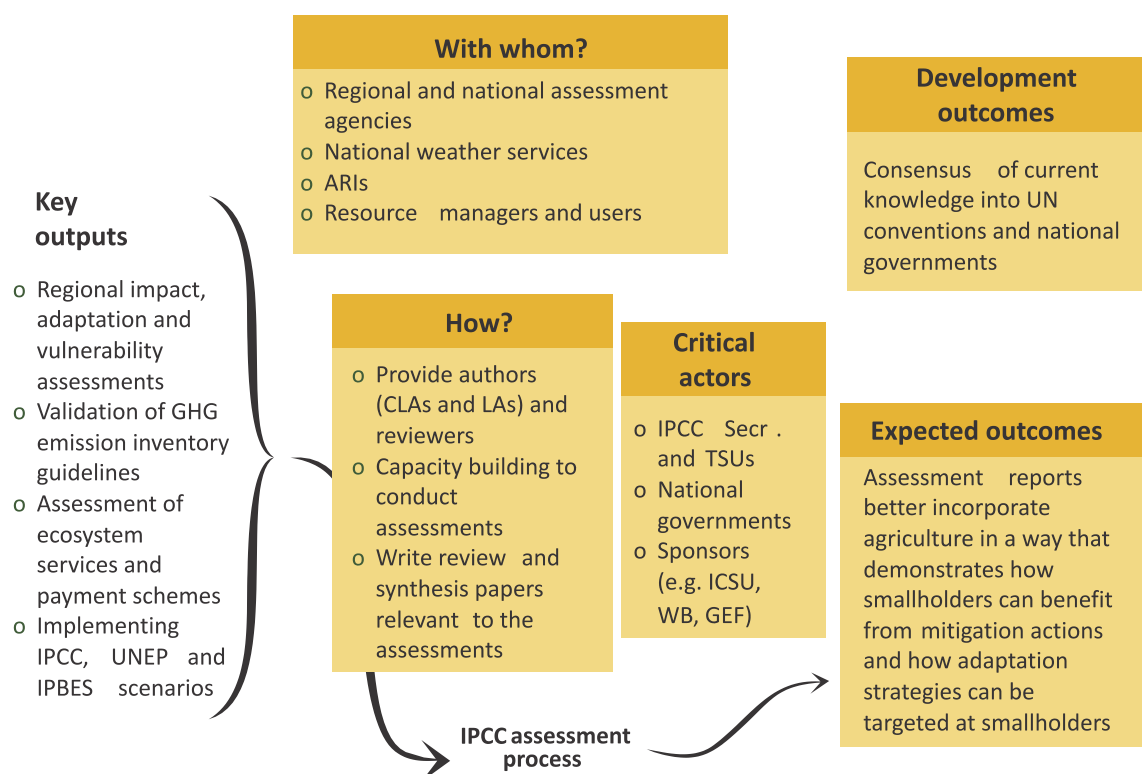 With whom?
o Regional and national assessment
agencies
o National weather services
o ARIs
o Resource managers and users
Development
outcomes
Consensus of current
knowledge into UN
conventions and national
governments
Key
outputs
o Regional impact,
adaptation and
vulnerability
assessments
o Validation of GHG
emission inventory
guidelines
o Assessment of
ecosystem
services and
payment schemes
o Implementing
IPCC, UNEP and
IPBES scenarios
How?
o Provide authors
(CLAs and LAs) and
reviewers
o Capacity building to
conduct
assessments
o Write review and
synthesis papers
relevant to the
assessments
Critical
actors
o IPCC Secr .
and TSUs
o National
governments
o Sponsors
(e.g. ICSU,
WB, GEF)
Expected outcomes
Assessment reports
better incorporate
agriculture in a way that
demonstrates how
smallholders can benefit
from mitigation actions
and how adaptation
strategies can be
targeted at smallholders
IPCC assessment
process